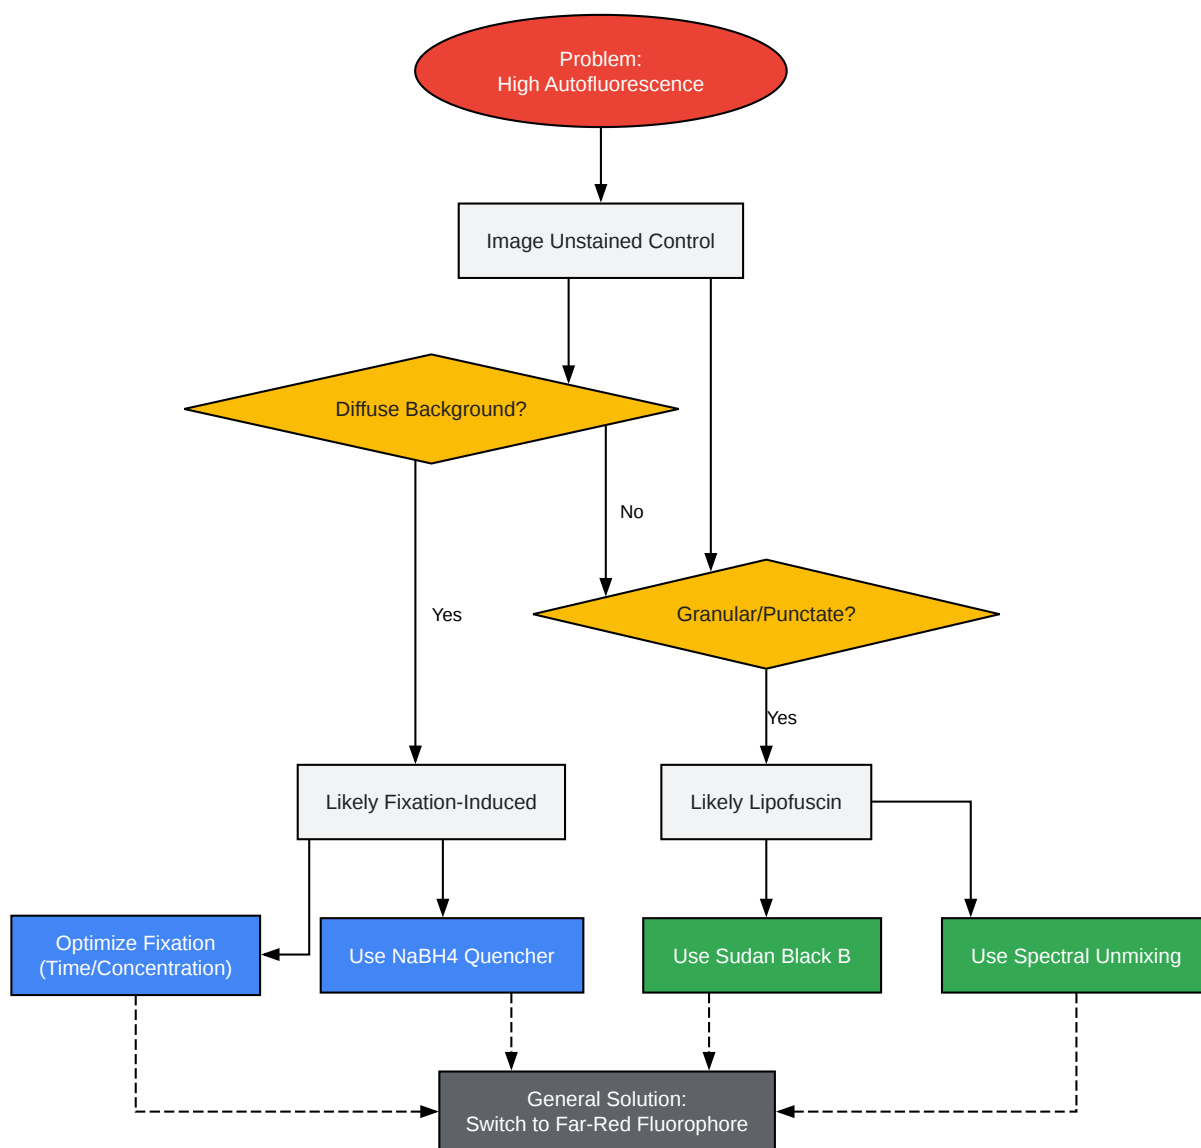 Problem:
High Autofluorescence
Image Unstained Control
Diffuse Background?
No
Yes
Granular/Punctate?
Yes
Likely Fixation-Induced
Likely Lipofuscin
Optimize Fixation
(Time/Concentration)
Use NaBH4 Quencher
Use Sudan Black B
Use Spectral Unmixing
General Solution:
Switch to Far-Red Fluorophore